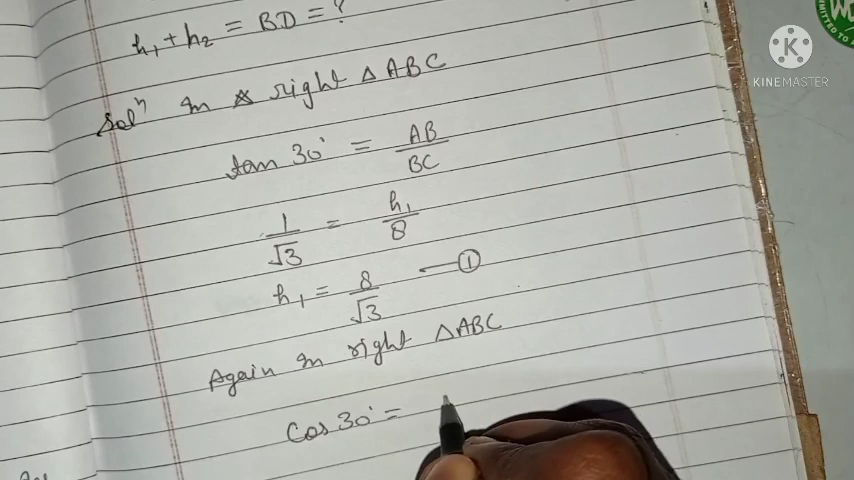 h₁ + h₂ = BD = ?
KINEMASTER
Solⁿ In right △ABC
tan 30° = AB/BC
1/√3 = h₁/8
h₁ = 8/√3 ①
Again In right △ABC
Cos 30° =